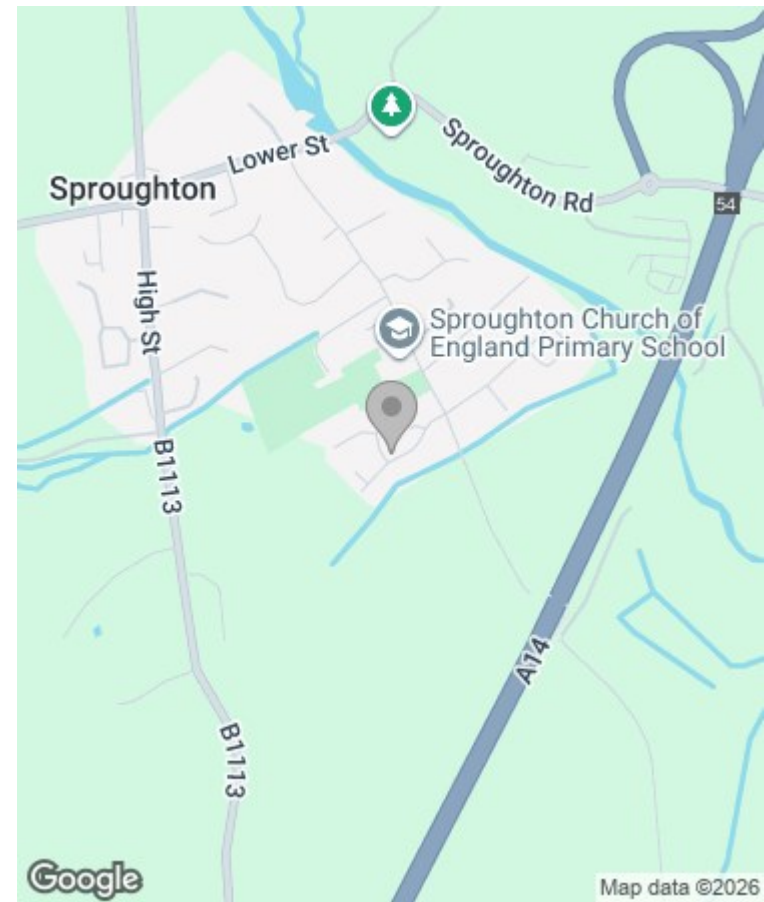 Lower St
Sproughton
Sproughton Rd
54
High St
Sproughton Church of
England Primary School
B1113
A14
B1113
Google
Map data ©2026